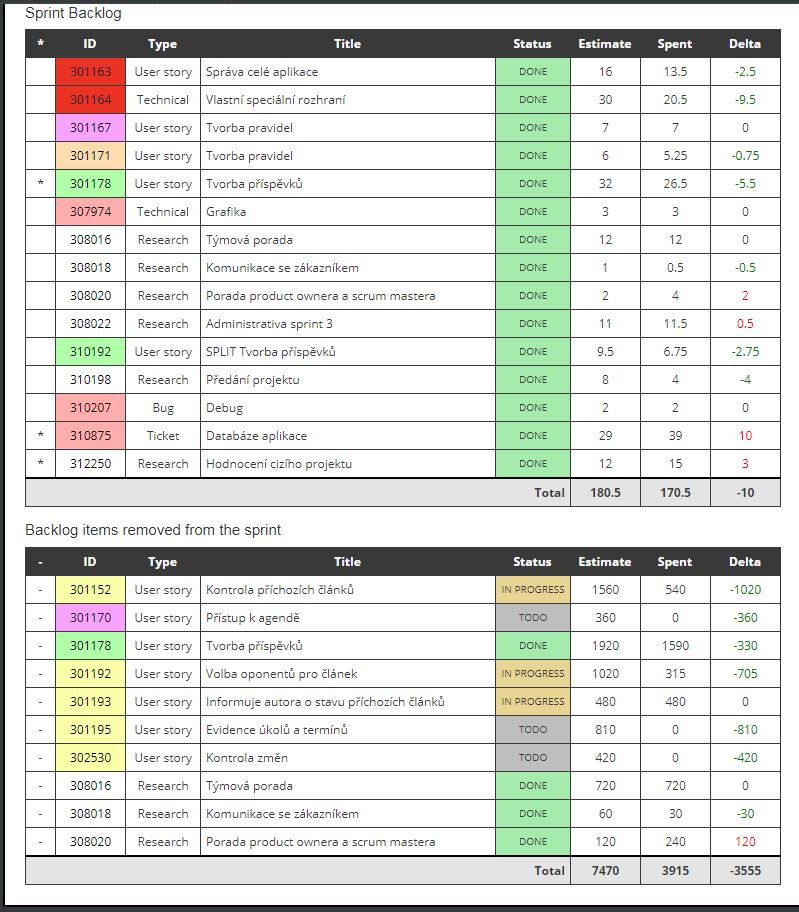 Sprint Backlog
* ID Type Title Status Estimate Spent Delta
301163 User story Správa celé aplikace DONE 16 13.5 -2.5
301164 Technical Vlastní speciální rozhraní DONE 30 20.5 -9.5
301167 User story Tvorba pravidel DONE 7 7 0
301171 User story Tvorba pravidel DONE 6 5.25 -0.75
* 301178 User story Tvorba příspěvků DONE 32 26.5 -5.5
307974 Technical Grafika DONE 3 3 0
308016 Research Týmová porada DONE 12 12 0
308018 Research Komunikace se zákazníkem DONE 1 0.5 -0.5
308020 Research Porada product ownera a scrum mastera DONE 2 4 2
308022 Research Administrativa sprint 3 DONE 11 11.5 0.5
310192 User story SPLIT Tvorba příspěvků DONE 9.5 6.75 -2.75
310198 Research Předání projektu DONE 8 4 -4
310207 Bug Debug DONE 2 2 0
* 310875 Ticket Databáze aplikace DONE 29 39 10
* 312250 Research Hodnocení cizího projektu DONE 12 15 3
Total 180.5 170.5 -10
Backlog items removed from the sprint
- ID Type Title Status Estimate Spent Delta
- 301152 User story Kontrola příchozích článků IN PROGRESS 1560 540 -1020
- 301170 User story Přístup k agendě TODO 360 0 -360
- 301178 User story Tvorba příspěvků DONE 1920 1590 -330
- 301192 User story Volba oponentů pro článek IN PROGRESS 1020 315 -705
- 301193 User story Informuje autora o stavu příchozích článků IN PROGRESS 480 480 0
- 301195 User story Evidence úkolů a termínů TODO 810 0 -810
- 302530 User story Kontrola změn TODO 420 0 -420
- 308016 Research Týmová porada DONE 720 720 0
- 308018 Research Komunikace se zákazníkem DONE 60 30 -30
- 308020 Research Porada product ownera a scrum mastera DONE 120 240 120
Total 7470 3915 -3555